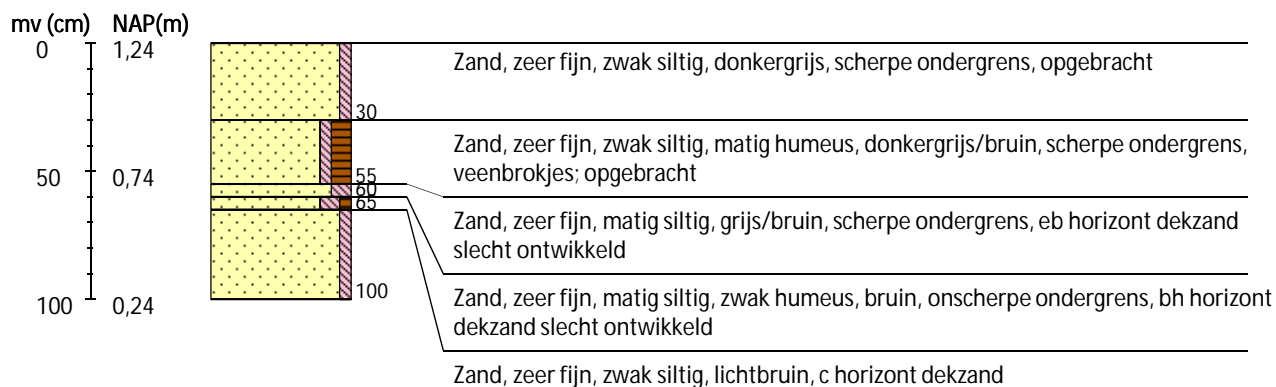 mv (cm) NAP(m)
0 1,24
Zand, zeer fijn, zwak siltig, donkergrijs, scherpe ondergrens, opgebracht
30
Zand, zeer fijn, zwak siltig, matig humeus, donkergrijs/bruin, scherpe ondergrens,
veenbrokjes; opgebracht
50 0,74
55
60
65
Zand, zeer fijn, matig siltig, grijs/bruin, scherpe ondergrens, eb horizont dekzand
slecht ontwikkeld
Zand, zeer fijn, matig siltig, zwak humeus, bruin, onscherpe ondergrens, bh horizont
dekzand slecht ontwikkeld
100
100 0,24
Zand, zeer fijn, zwak siltig, lichtbruin, c horizont dekzand